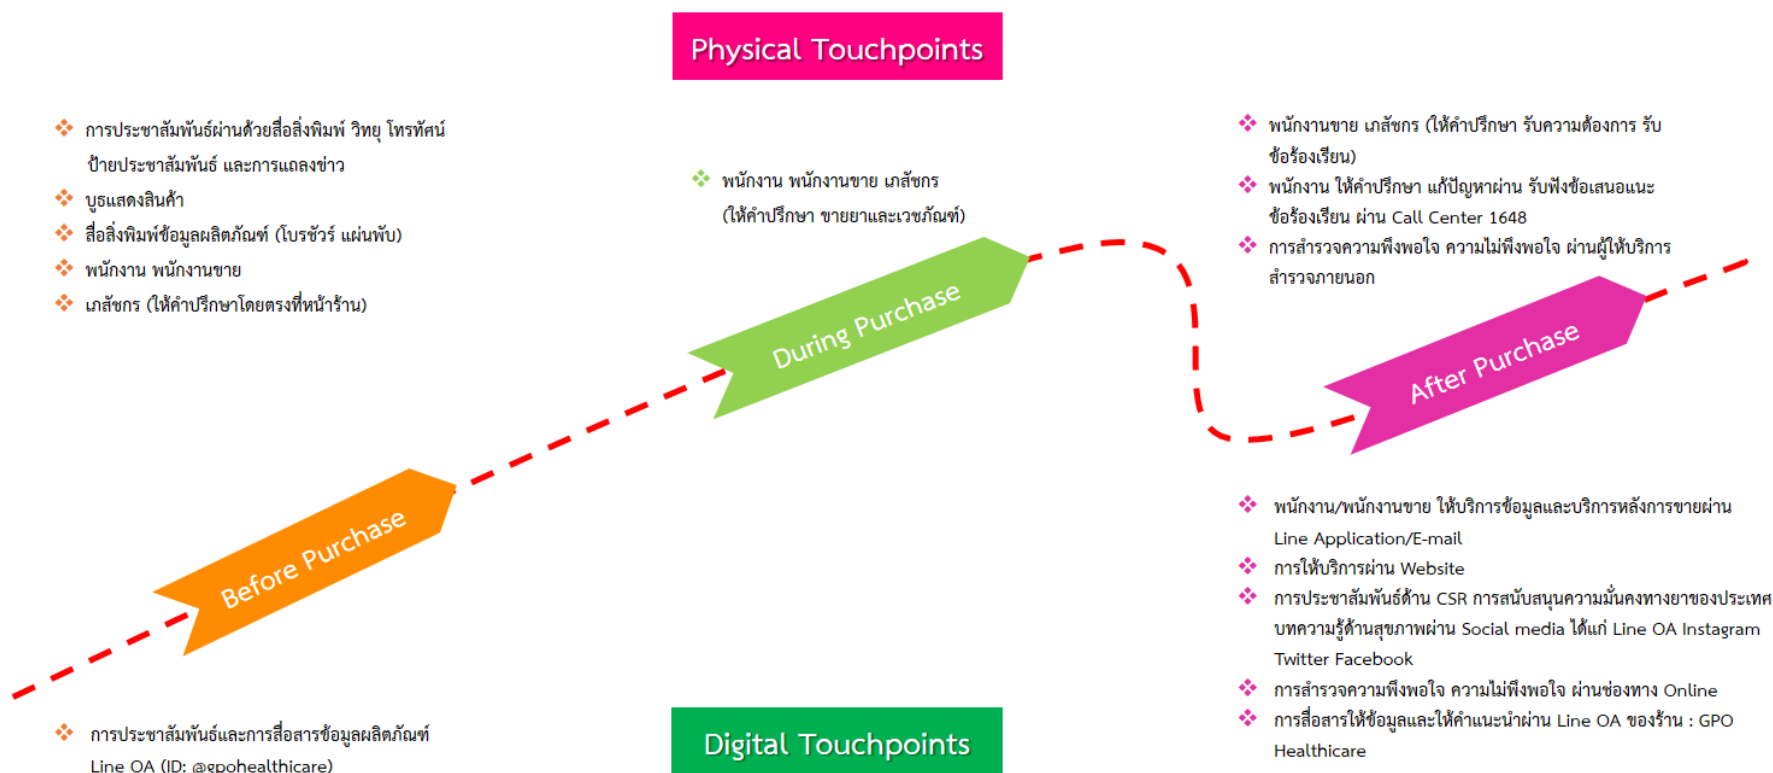 Physical Touchpoints
❖ การประชาสัมพันธ์ผ่านด้วยสื่อสิ่งพิมพ์ วิทยุ โทรทัศน์
ป้ายประชาสัมพันธ์ และการแถลงข่าว
❖ บูธแสดงสินค้า
❖ สื่อสิ่งพิมพ์ข้อมูลผลิตภัณฑ์ (โบรชัวร์ แผ่นพับ)
❖ พนักงาน พนักงานขาย
❖ เภสัชกร (ให้คำปรึกษาโดยตรงที่หน้าร้าน)
❖ พนักงาน พนักงานขาย เภสัชกร
(ให้คำปรึกษา ขายยาและเวชภัณฑ์)
❖ พนักงานขาย เภสัชกร (ให้คำปรึกษา รับความต้องการ รับ
ข้อร้องเรียน)
❖ พนักงาน ให้คำปรึกษา แก้ปัญหาผ่าน รับฟังข้อเสนอแนะ
ข้อร้องเรียน ผ่าน Call Center 1648
❖ การสำรวจความพึงพอใจ ความไม่พึงพอใจ ผ่านผู้ให้บริการ
สำรวจภายนอก
Before Purchase
During Purchase
After Purchase
❖ การประชาสัมพันธ์และการสื่อสารข้อมูลผลิตภัณฑ์
Line OA (ID: @gpohealthicare)
Digital Touchpoints
❖ พนักงาน/พนักงานขาย ให้บริการข้อมูลและบริการหลังการขายผ่าน
Line Application/E-mail
❖ การให้บริการผ่าน Website
❖ การประชาสัมพันธ์ด้าน CSR การสนับสนุนความมั่นคงทางยาของประเทศ
บทความรู้ด้านสุขภาพผ่าน Social media ได้แก่ Line OA Instagram
Twitter Facebook
❖ การสำรวจความพึงพอใจ ความไม่พึงพอใจ ผ่านช่องทาง Online
❖ การสื่อสารให้ข้อมูลและให้คำแนะนำผ่าน Line OA ของร้าน : GPO
Healthicare